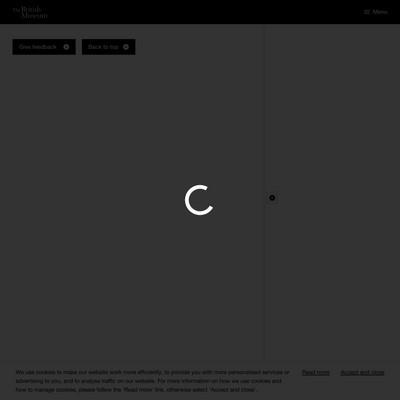 The British
Museum
Menu
Give feedback
Back to top
We use cookies to make our website work more efficiently, to provide you with more personalised services or
advertising to you, and to analyse traffic on our website. For more information on how we use cookies and
how to manage cookies, please follow the 'Read more' link, otherwise select 'Accept and close'.
Read more
Accept and close